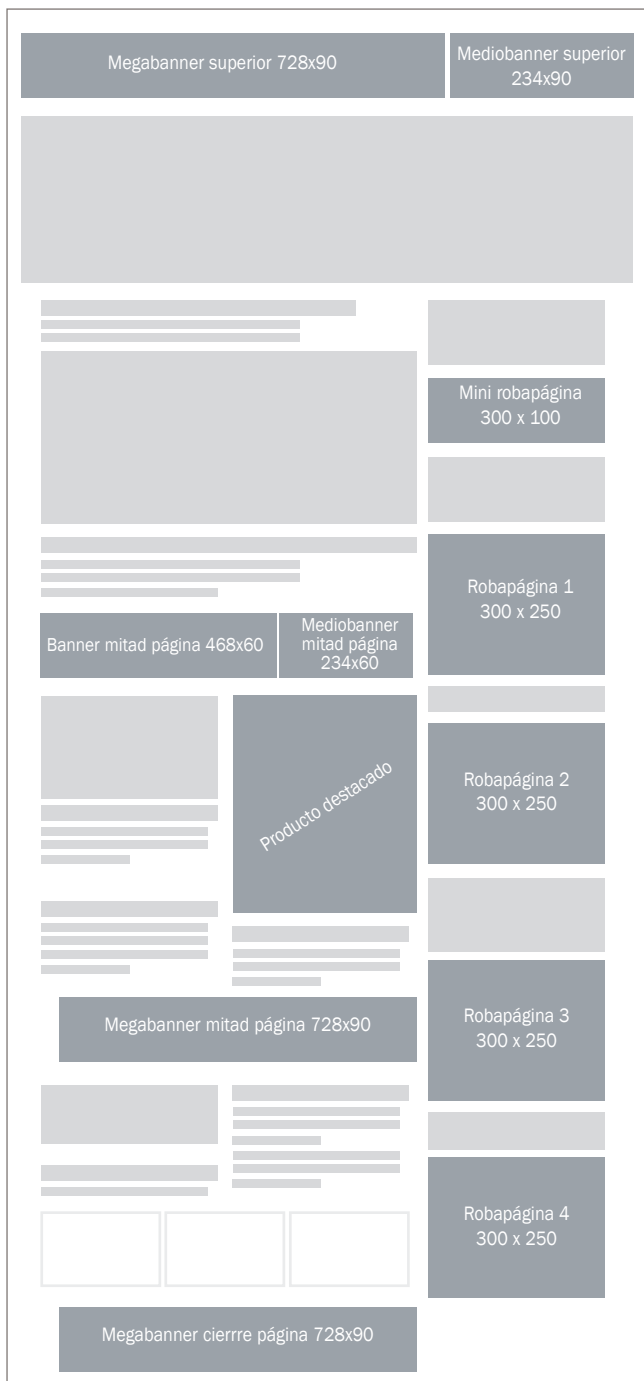 Megabanner superior 728x90
Mediobanner superior
234x90
Mini robapágina
300 x 100
Robapágina 1
300 x 250
Banner mitad página 468x60
Mediobanner
mitad página
234x60
Robapágina 2
300 x 250
Producto destacado
Robapágina 3
300 x 250
Megabanner mitad página 728x90
Robapágina 4
300 x 250
Megabanner cierrre página 728x90